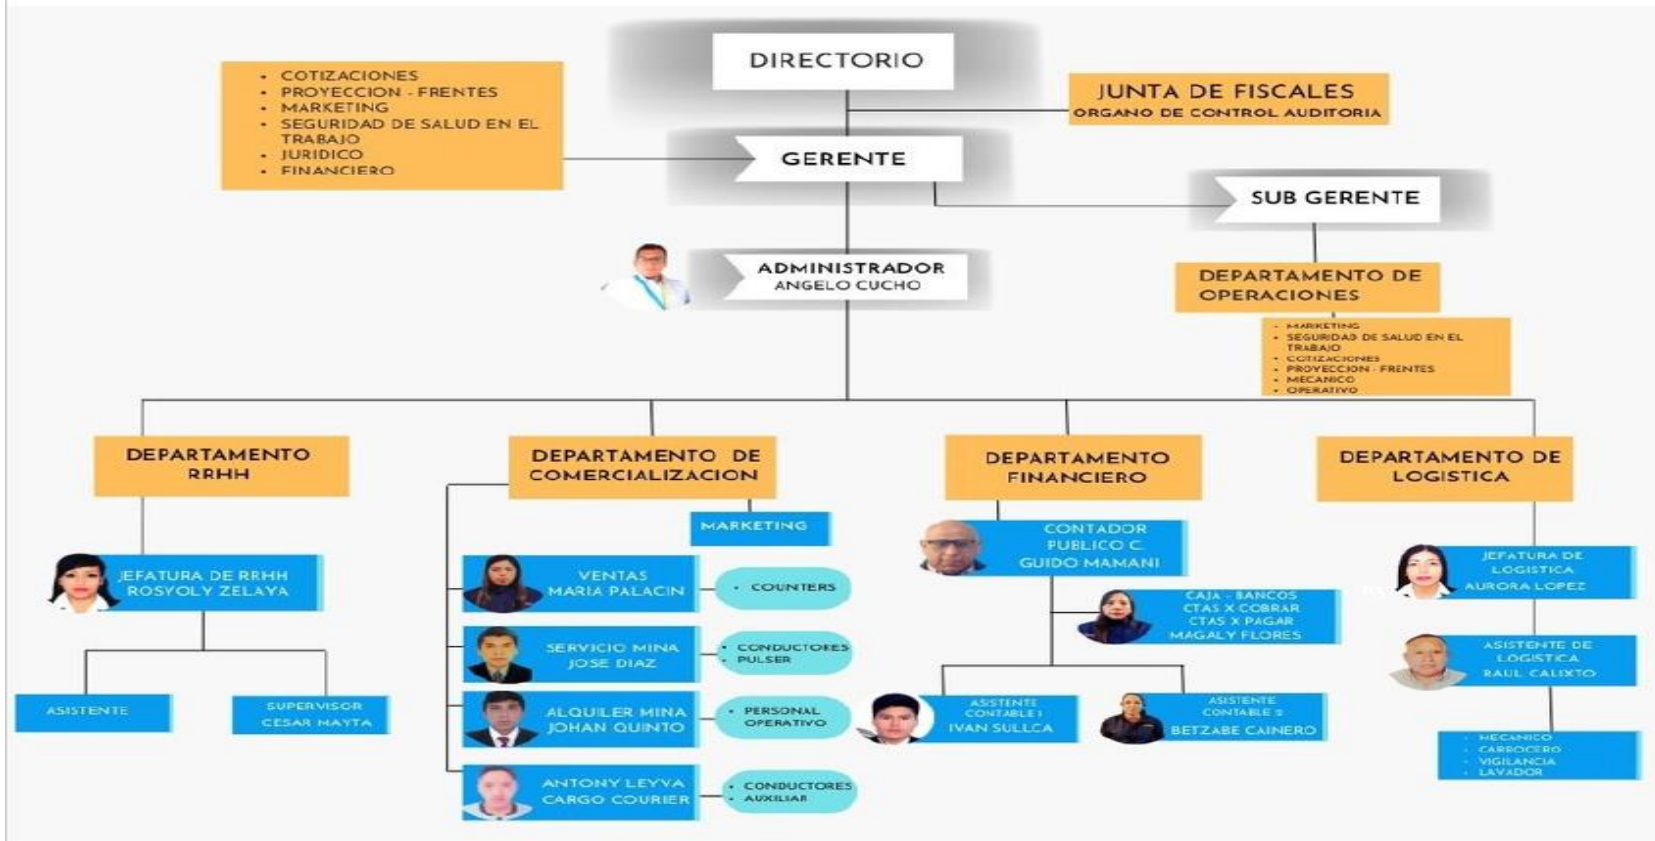 DIRECTORIO
• COTIZACIONES
• PROYECCION - FRENTES
• MARKETING
• SEGURIDAD DE SALUD EN EL
TRABAJO
• JURIDICO
• FINANCIERO
JUNTA DE FISCALES
ORGANO DE CONTROL AUDITORIA
GERENTE
SUB GERENTE
ADMINISTRADOR
ANGELO CUCHO
DEPARTAMENTO DE
OPERACIONES
• MARKETING
• SEGURIDAD DE SALUD EN EL
TRABAJO
• COTIZACIONES
• PROYECCION - FRENTES
• MECANICO
• OPERATIVO
DEPARTAMENTO
RRHH
JEFATURA DE RRHH
ROSYOLY ZELAYA
ASISTENTE
SUPERVISOR
CESAR MAYTA
DEPARTAMENTO DE
COMERCIALIZACION
MARKETING
VENTAS
MARIA PALACIN
• COUNTERS
SERVICIO MINA
JOSE DIAZ
• CONDUCTORES
• PULSER
ALQUILER MINA
JOHAN QUINTO
• PERSONAL
OPERATIVO
ANTONY LEYVA
CARGO COURIER
• CONDUCTORES
• AUXILIAR
DEPARTAMENTO
FINANCIERO
CONTADOR
PUBLICO C.
GUIDO MAMANI
CAJA - BANCOS
CTAS X COBRAR
CTAS X PAGAR
MAGALY FLORES
ASISTENTE
CONTABLE 1
IVAN SULLCA
ASISTENTE
CONTABLE 2
BETZABE CAINERO
DEPARTAMENTO DE
LOGISTICA
JEFATURA DE
LOGISTICA
AURORA LOPEZ
ASISTENTE DE
LOGISTICA
RAUL CALIXTO
• MECANICO
• CARROCERO
• VIGILANCIA
• LAVADOR